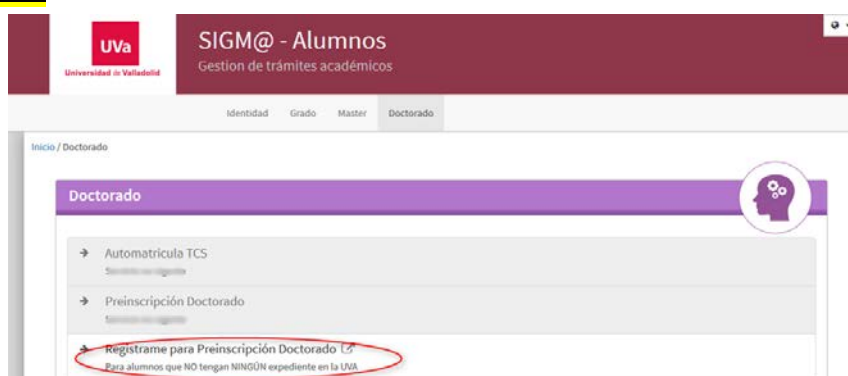 UVa
Universidad de Valladolid
SIGM@ - Alumnos
Gestion de trámites académicos
Identidad Grado Master Doctorado
Inicio / Doctorado
Doctorado
Automatricula TCS
Preinscripción Doctorado
Registrame para Preinscripción Doctorado
Para alumnos que NO tengan NINGÚN expediente en la UVA